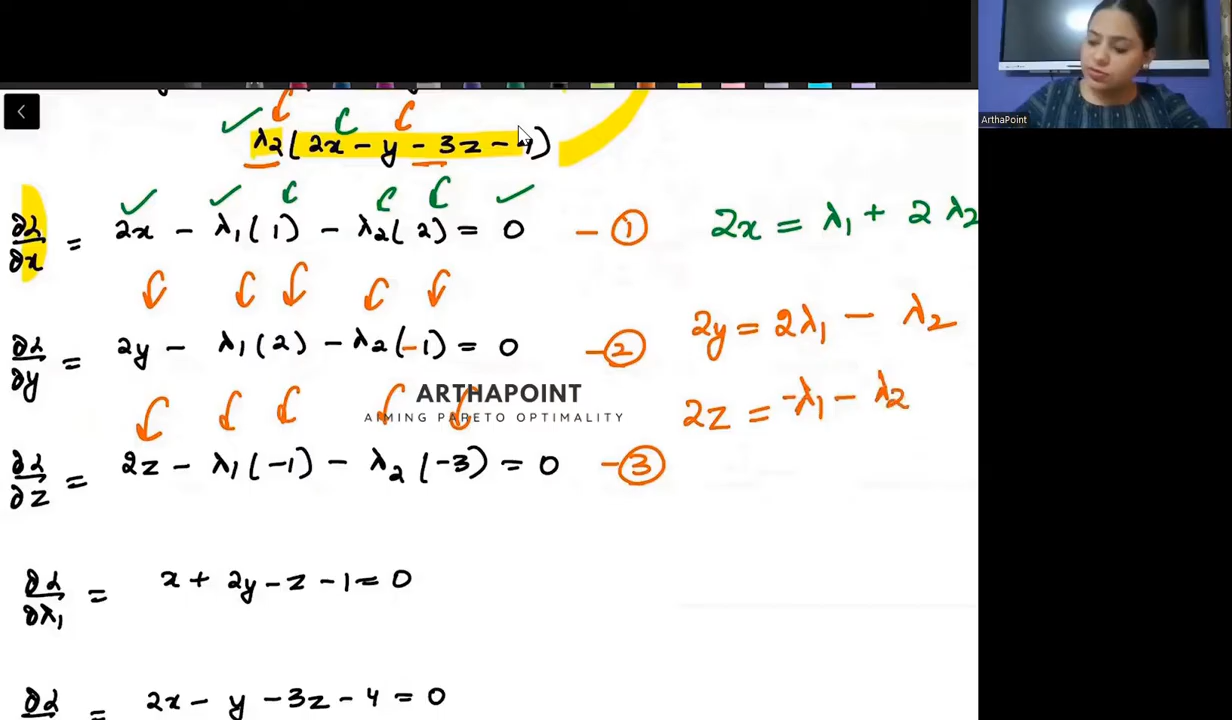 λ2(2x - y - 3z - 4)
∂L/∂x = 2x - λ1(1) - λ2(2) = 0 - ①
2x = λ1 + 2λ2
∂L/∂y = 2y - λ1(2) - λ2(-1) = 0 - ②
2y = 2λ1 - λ2
ARTHAPOINT
AIMING PARETO OPTIMALITY
2z = -λ1 - λ2
∂L/∂z = 2z - λ1(-1) - λ2(-3) = 0 - ③
∂L/∂λ1 = x + 2y - z - 1 = 0
∂L = 2x - y - 3z - 4 = 0
ArthaPoint